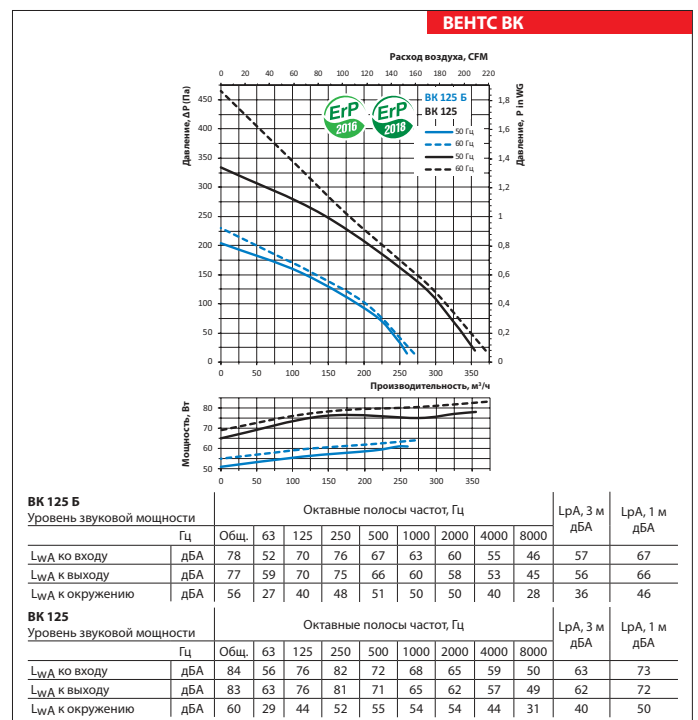 ВЕНТС ВК
Расход воздуха, CFM
0 20 40 60 80 100 120 140 160 180 200 220
Давление, ΔP (Па)
450
400
350
300
250
200
150
100
50
0
ErP
2016
ErP
2018
ВК 125 Б
ВК 125
50 Гц
60 Гц
50 Гц
60 Гц
1,8
1,6
1,4
1,2
1
0,8
0,6
0,4
0,2
0
Давление, P in WG
0 50 100 150 200 250 300 350
Производительность, м³/ч
Мощность, Вт
80
70
60
50
0 50 100 150 200 250 300 350
ВК 125 Б
Уровень звуковой мощности
Октавные полосы частот, Гц
LpA, 3 м дБА
LpA, 1 м дБА
Гц Общ. 63 125 250 500 1000 2000 4000 8000
LwA ко входу дБА 78 52 70 76 67 63 60 55 46 57 67
LwA к выходу дБА 77 59 70 75 66 60 58 53 45 56 66
LwA к окружению дБА 56 27 40 48 51 50 50 40 28 36 46
ВК 125
Уровень звуковой мощности
Октавные полосы частот, Гц
LpA, 3 м дБА
LpA, 1 м дБА
Гц Общ. 63 125 250 500 1000 2000 4000 8000
LwA ко входу дБА 84 56 76 82 72 68 65 59 50 63 73
LwA к выходу дБА 83 63 76 81 71 65 62 57 49 62 72
LwA к окружению дБА 60 29 44 52 55 54 54 44 31 40 50